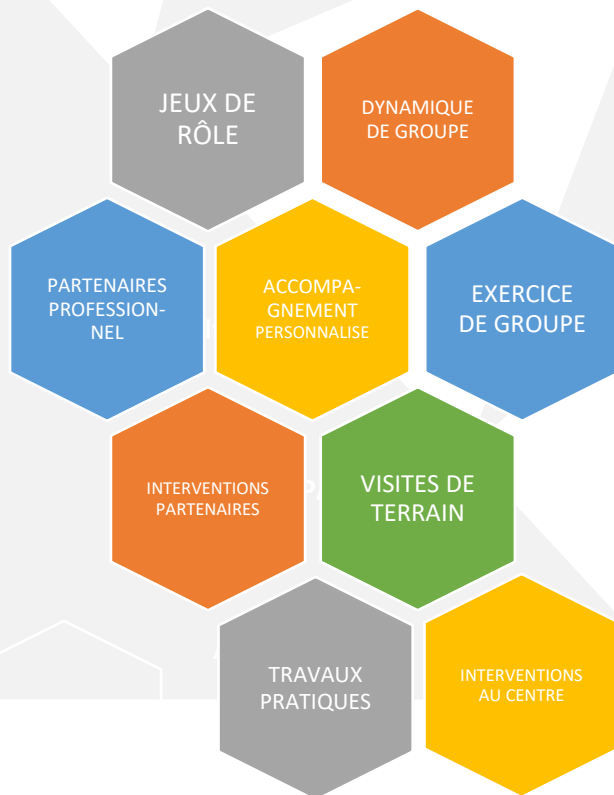 JEUX DE
RÔLE
DYNAMIQUE
DE GROUPE
PARTENAIRES
PROFESSION-
NEL
ACCOMPA-
GNEMENT
PERSONNALISE
EXERCICE
DE GROUPE
INTERVENTIONS
PARTENAIRES
VISITES DE
TERRAIN
TRAVAUX
PRATIQUES
INTERVENTIONS
AU CENTRE